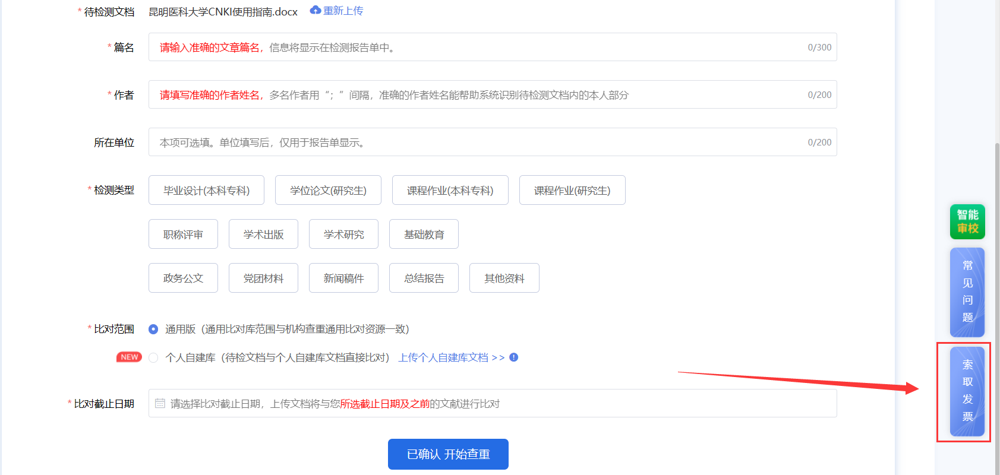 * 待检测文档 昆明医科大学CNKI使用指南.docx 重新上传
* 篇名 请输入准确的文章篇名，信息将显示在检测报告单中。 0/300
* 作者 请填写准确的作者姓名，多名作者用“；”间隔，准确的作者姓名能帮助系统识别待检测文档内的本人部分 0/200
所在单位 本项可选填。单位填写后，仅用于报告单显示。 0/200
* 检测类型 毕业设计(本科专科) 学位论文(研究生) 课程作业(本科专科) 课程作业(研究生)
职称评审 学术出版 学术研究 基础教育
政务公文 党团材料 新闻稿件 总结报告 其他资料
* 比对范围 通用版（通用比对库范围与机构查重通用比对资源一致）
NEW 个人自建库（待检文档与个人自建库文档直接比对） 上传个人自建库文档 >> !
* 比对截止日期 请选择比对截止日期，上传文档将与您所选截止日期及之前的文献进行比对
已确认 开始查重
智能
审校
常见问题
索取发票